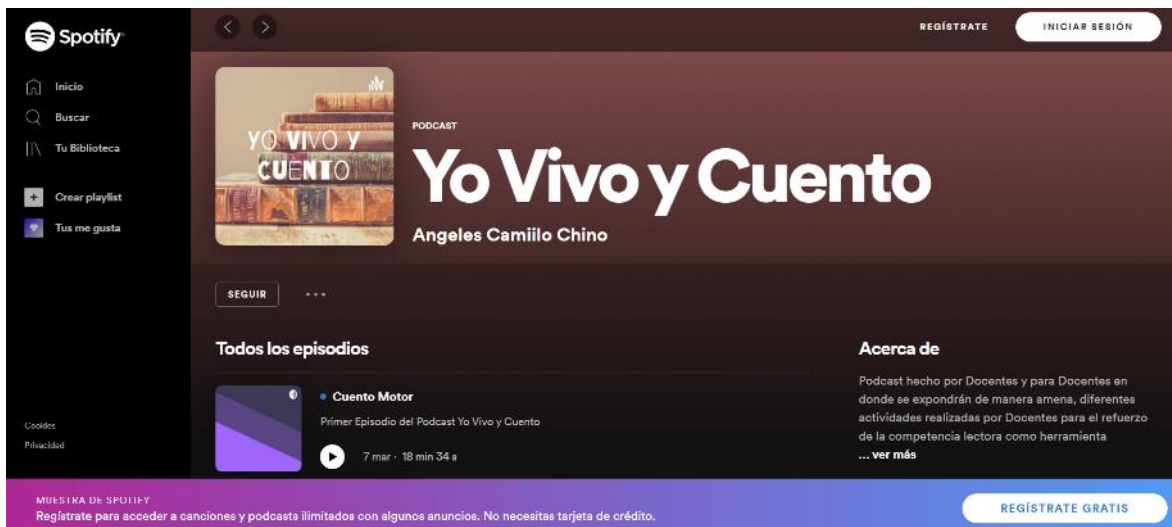 Spotify
Inicio
Buscar
Tu Biblioteca
Crear playlist
Tus me gusta
Cookies
Privacidad
REGÍSTRATE
INICIAR SESIÓN
YO VIVO Y
CUENTO
PODCAST
Yo Vivo y Cuento
Angeles Camiilo Chino
SEGUIR
Todos los episodios
Cuento Motor
Primer Episodio del Podcast Yo Vivo y Cuento
7 mar · 18 min 34 s
Acerca de
Podcast hecho por Docentes y para Docentes en
donde se expondrán de manera amena, diferentes
actividades realizadas por Docentes para el refuerzo
de la competencia lectora como herramienta
... ver más
MUESTRA DE SPOTIFY
Regístrate para acceder a canciones y podcasts ilimitados con algunos anuncios. No necesitas tarjeta de crédito.
REGÍSTRATE GRATIS